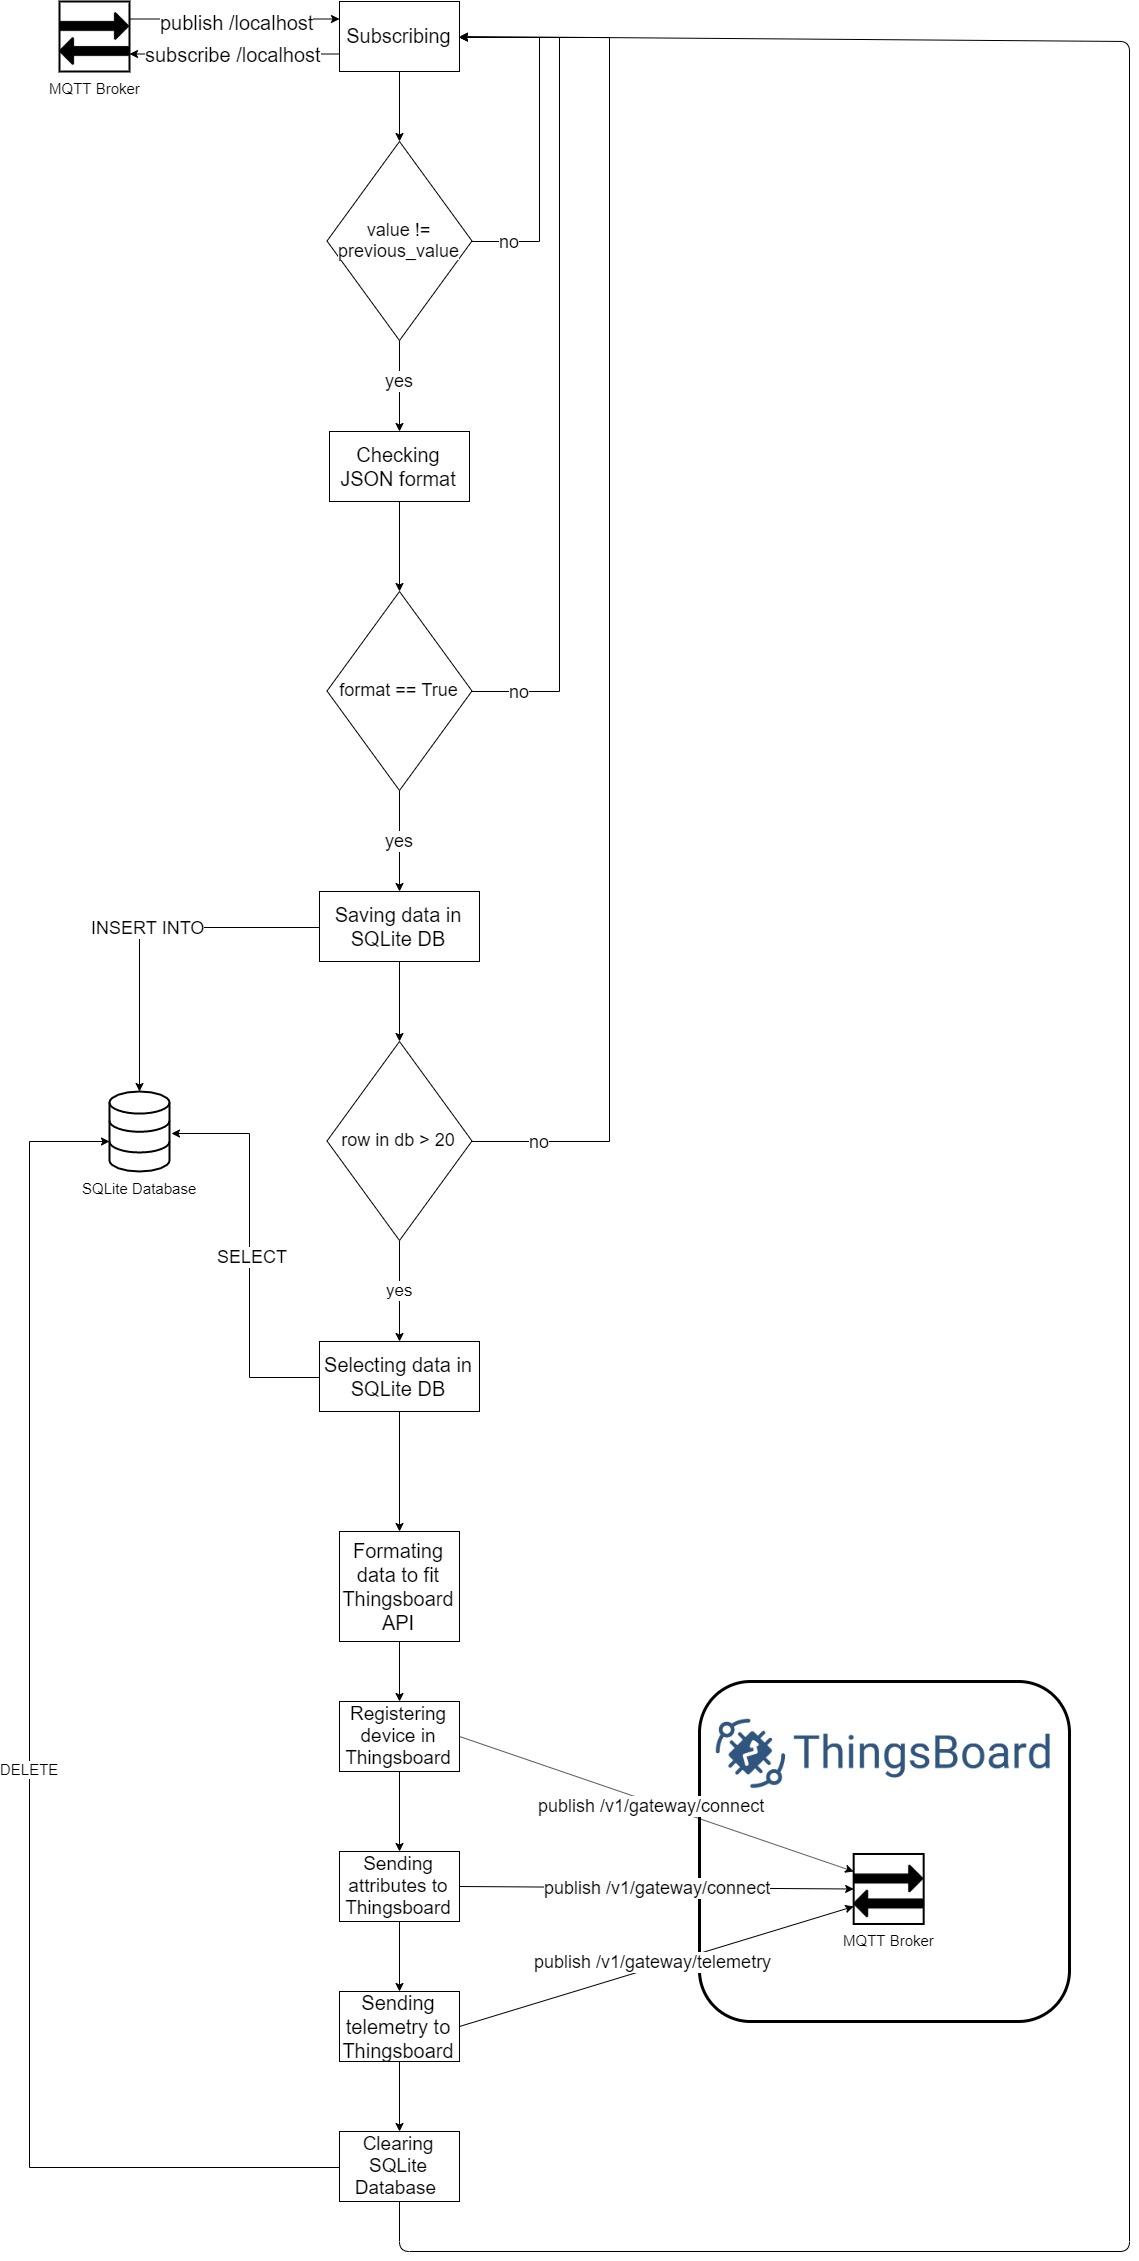 publish /localhost
subscribe /localhost
MQTT Broker
Subscribing
value !=
previous_value
no
yes
Checking
JSON format
format == True
no
yes
Saving data in
SQLite DB
INSERT INTO
row in db > 20
no
SQLite Database
SELECT
yes
Selecting data in
SQLite DB
Formating
data to fit
Thingsboard
API
Registering
device in
Thingsboard
ThingsBoard
DELETE
publish /v1/gateway/connect
Sending
attributes to
Thingsboard
publish /v1/gateway/connect
MQTT Broker
publish /v1/gateway/telemetry
Sending
telemetry to
Thingsboard
Clearing
SQLite
Database